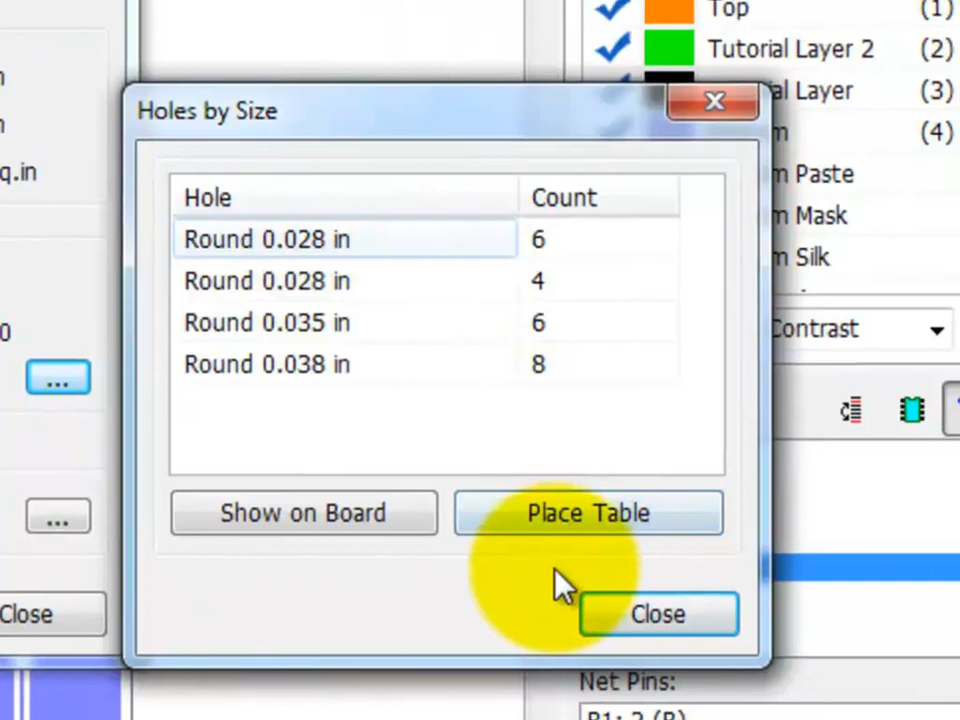 Top (1)
Tutorial Layer 2 (2)
al Layer (3)
m (4)
m Paste
m Mask
m Silk
Contrast
Net Pins:
Holes by Size
Hole Count
Round 0.028 in 6
Round 0.028 in 4
Round 0.035 in 6
Round 0.038 in 8
Show on Board Place Table
Close
q.in
0
...
...
Close